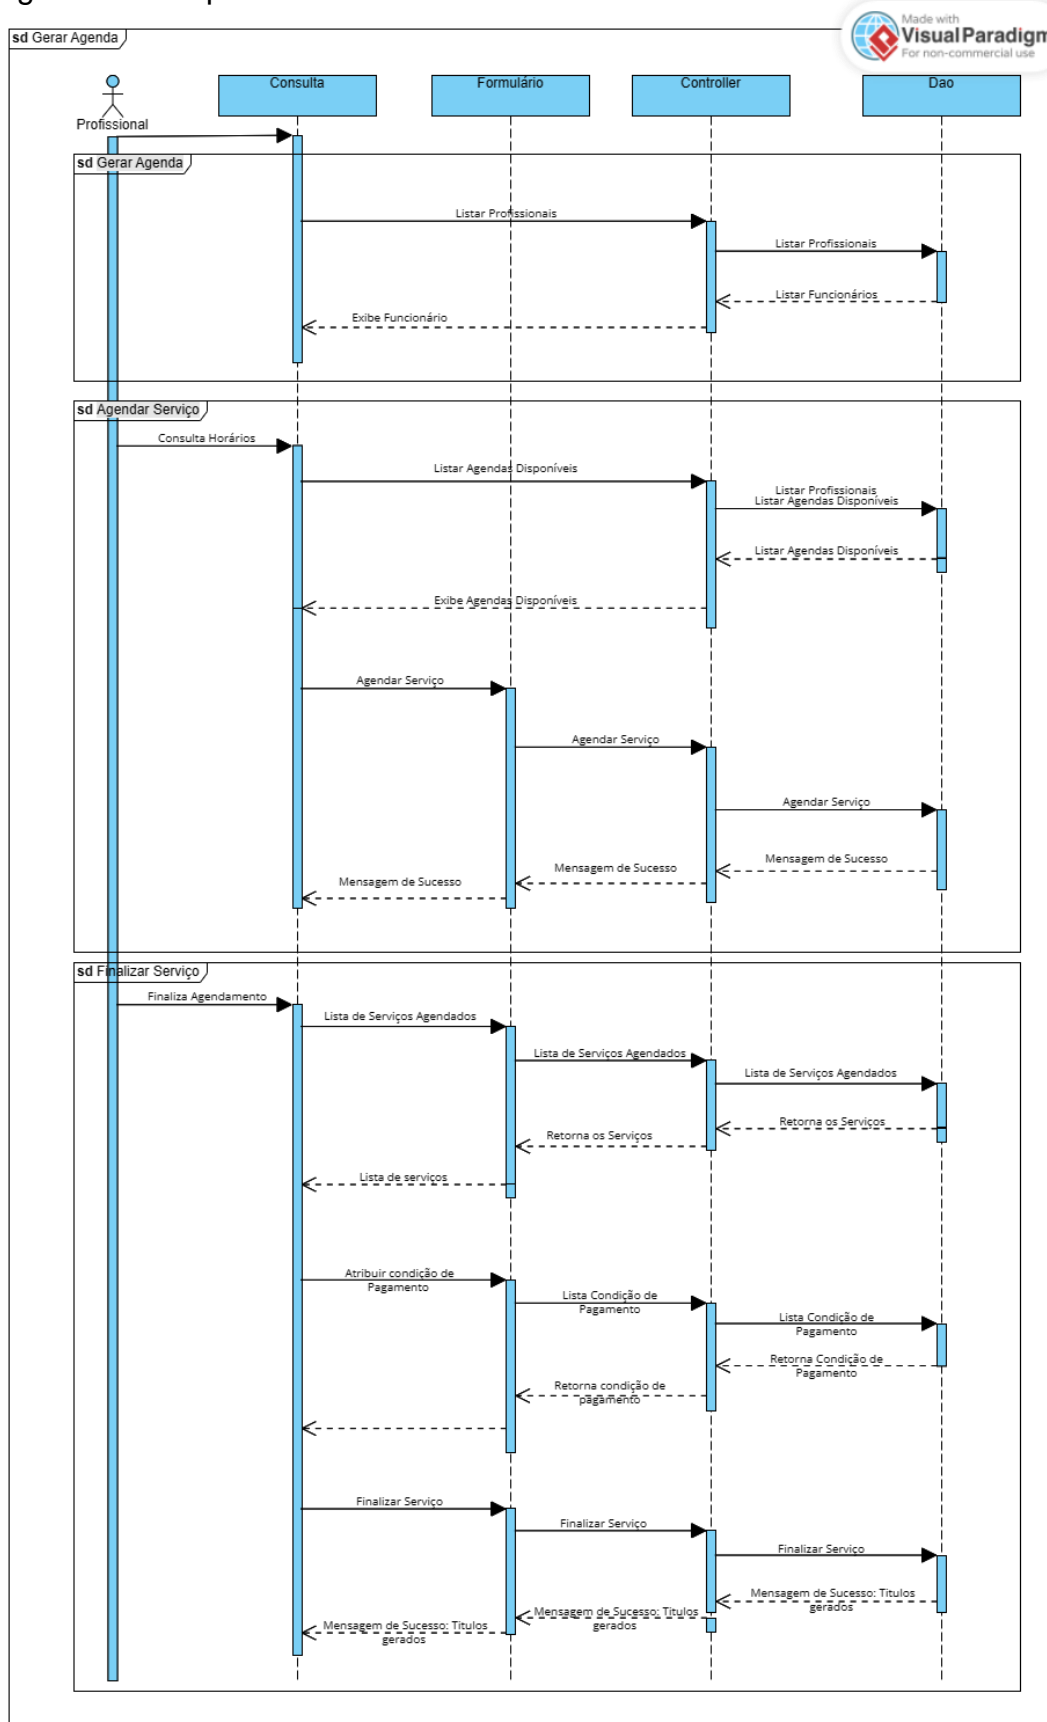 Made with
Visual Paradigm
For non-commercial use
sd Gerar Agenda
Consulta
Formulário
Controller
Dao
Profissional
sd Gerar Agenda
Listar Profissionais
Listar Profissionais
Listar Funcionários
Exibe Funcionário
sd Agendar Serviço
Consulta Horários
Listar Agendas Disponíveis
Listar Profissionais
Listar Agendas Disponíveis
Listar Agendas Disponíveis
Exibe Agendas Disponíveis
Agendar Serviço
Agendar Serviço
Agendar Serviço
Mensagem de Sucesso
Mensagem de Sucesso
Mensagem de Sucesso
sd Finalizar Serviço
Finaliza Agendamento
Lista de Serviços Agendados
Lista de Serviços Agendados
Lista de Serviços Agendados
Retorna os Serviços
Retorna os Serviços
Lista de serviços
Atribuir condição de
Pagamento
Lista Condição de
Pagamento
Lista Condição de
Pagamento
Retorna Condição de
Pagamento
Retorna condição de
pagamento
Finalizar Serviço
Finalizar Serviço
Finalizar Serviço
Mensagem de Sucesso: Titulos
gerados
Mensagem de Sucesso: Titulos
gerados
Mensagem de Sucesso: Titulos
gerados